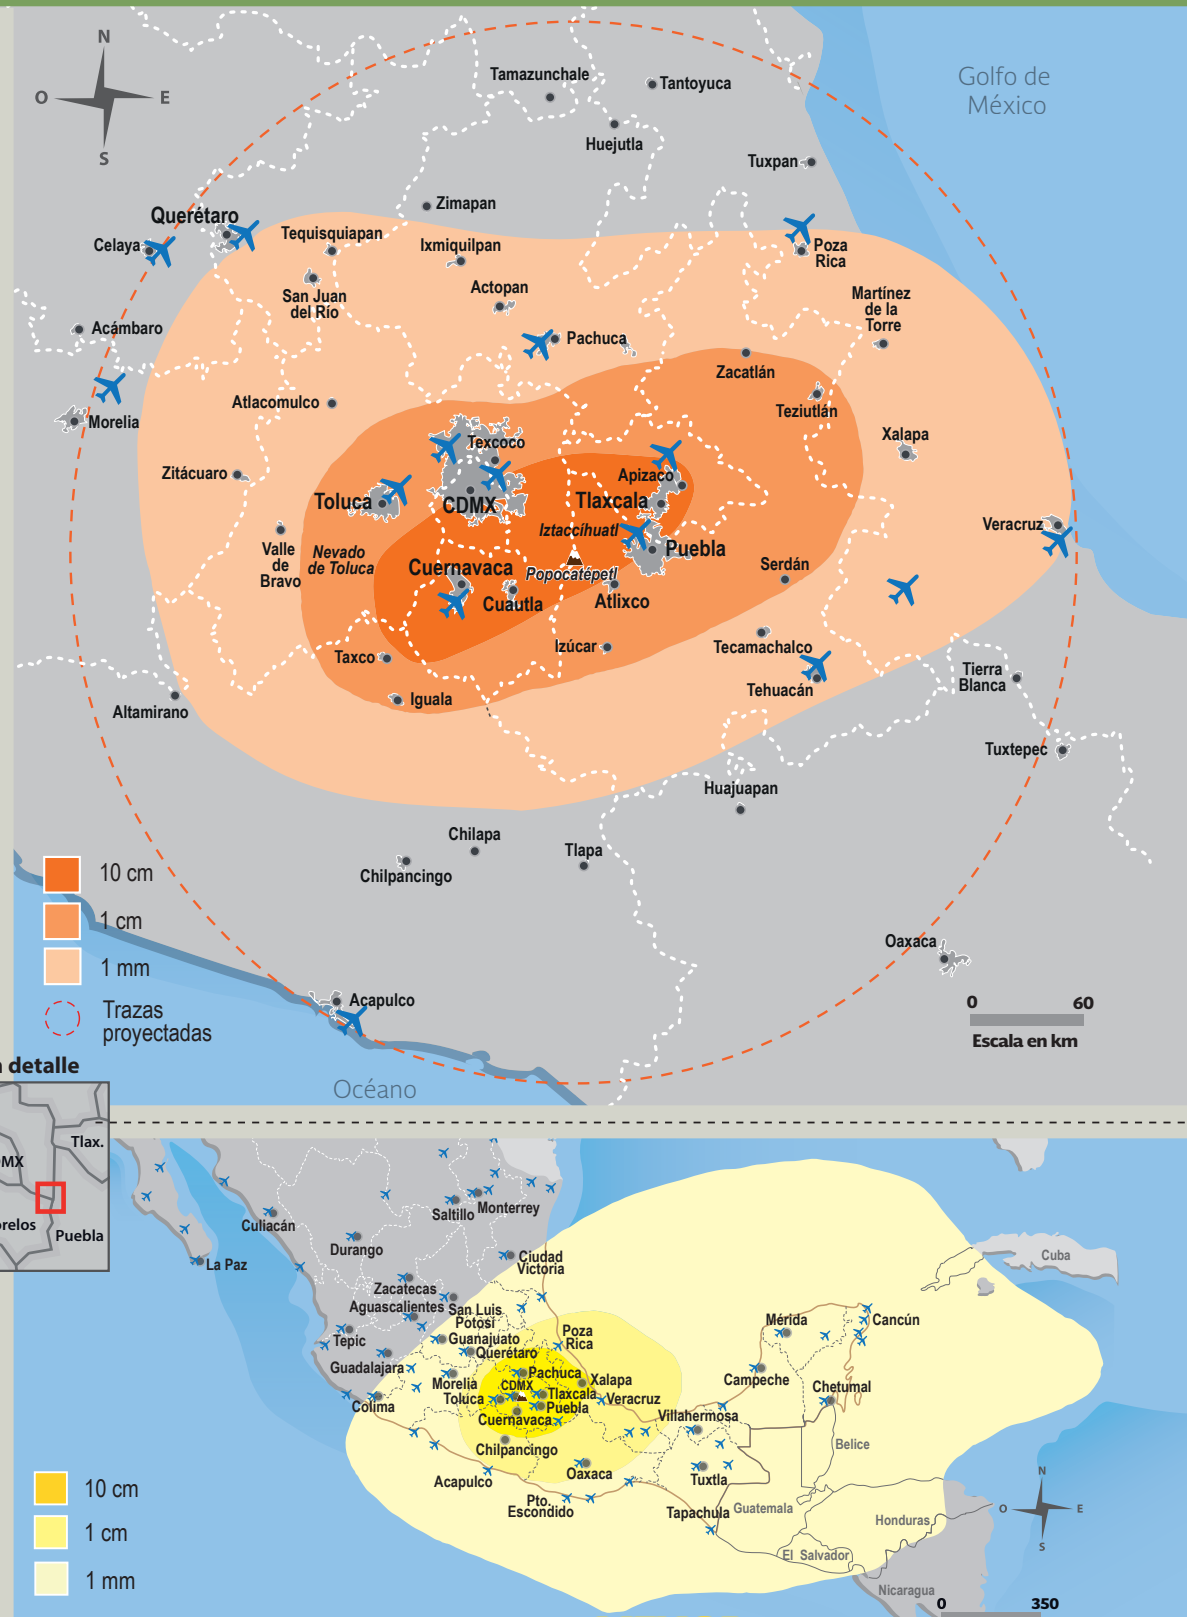 N
O
E
S
Golfo de
México
Tamazunchale
Tantoyuca
Huejutla
Tuxpan
Zimapan
Querétaro
Celaya
Tequisquiapan
Ixmiquilpan
Poza
Rica
San Juan
del Río
Actopan
Martínez
de la
Torre
Acámbaro
Pachuca
Zacatlán
Atlacomulco
Teziutlán
Morelia
Texcoco
Xalapa
Zitácuaro
Apizaco
Toluca
CDMX
Tlaxcala
Veracruz
Iztaccíhuatl
Valle
de
Bravo
Nevado
de Toluca
Puebla
Cuernavaca
Popocatépetl
Serdán
Cuautla
Atlixco
Izúcar
Tecamachalco
Taxco
Tierra
Blanca
Tehuacán
Iguala
Altamirano
Tuxtepec
Huajuapan
Chilapa
Tlapa
Chilpancingo
10 cm
1 cm
1 mm
Trazas
proyectadas
Oaxaca
Acapulco
0 60
Escala en km
Océano
detalle
Tlax.
MX
relos
Puebla
Culiacán
Saltillo
Monterrey
Durango
La Paz
Ciudad
Victoria
Cuba
Zacatecas
Aguascalientes
San Luis
Potosí
Tepic
Guanajuato
Querétaro
Poza
Rica
Mérida
Cancún
Guadalajara
Pachuca
Xalapa
Campeche
Morelia
CDMX
Tlaxcala
Toluca
Puebla
Veracruz
Chetumal
Colima
Cuernavaca
Villahermosa
Chilpancingo
Belice
Acapulco
Oaxaca
Tuxtla
Pto.
Escondido
Tapachula
Guatemala
Honduras
El Salvador
Nicaragua
N
O
E
S
10 cm
1 cm
1 mm
0 350